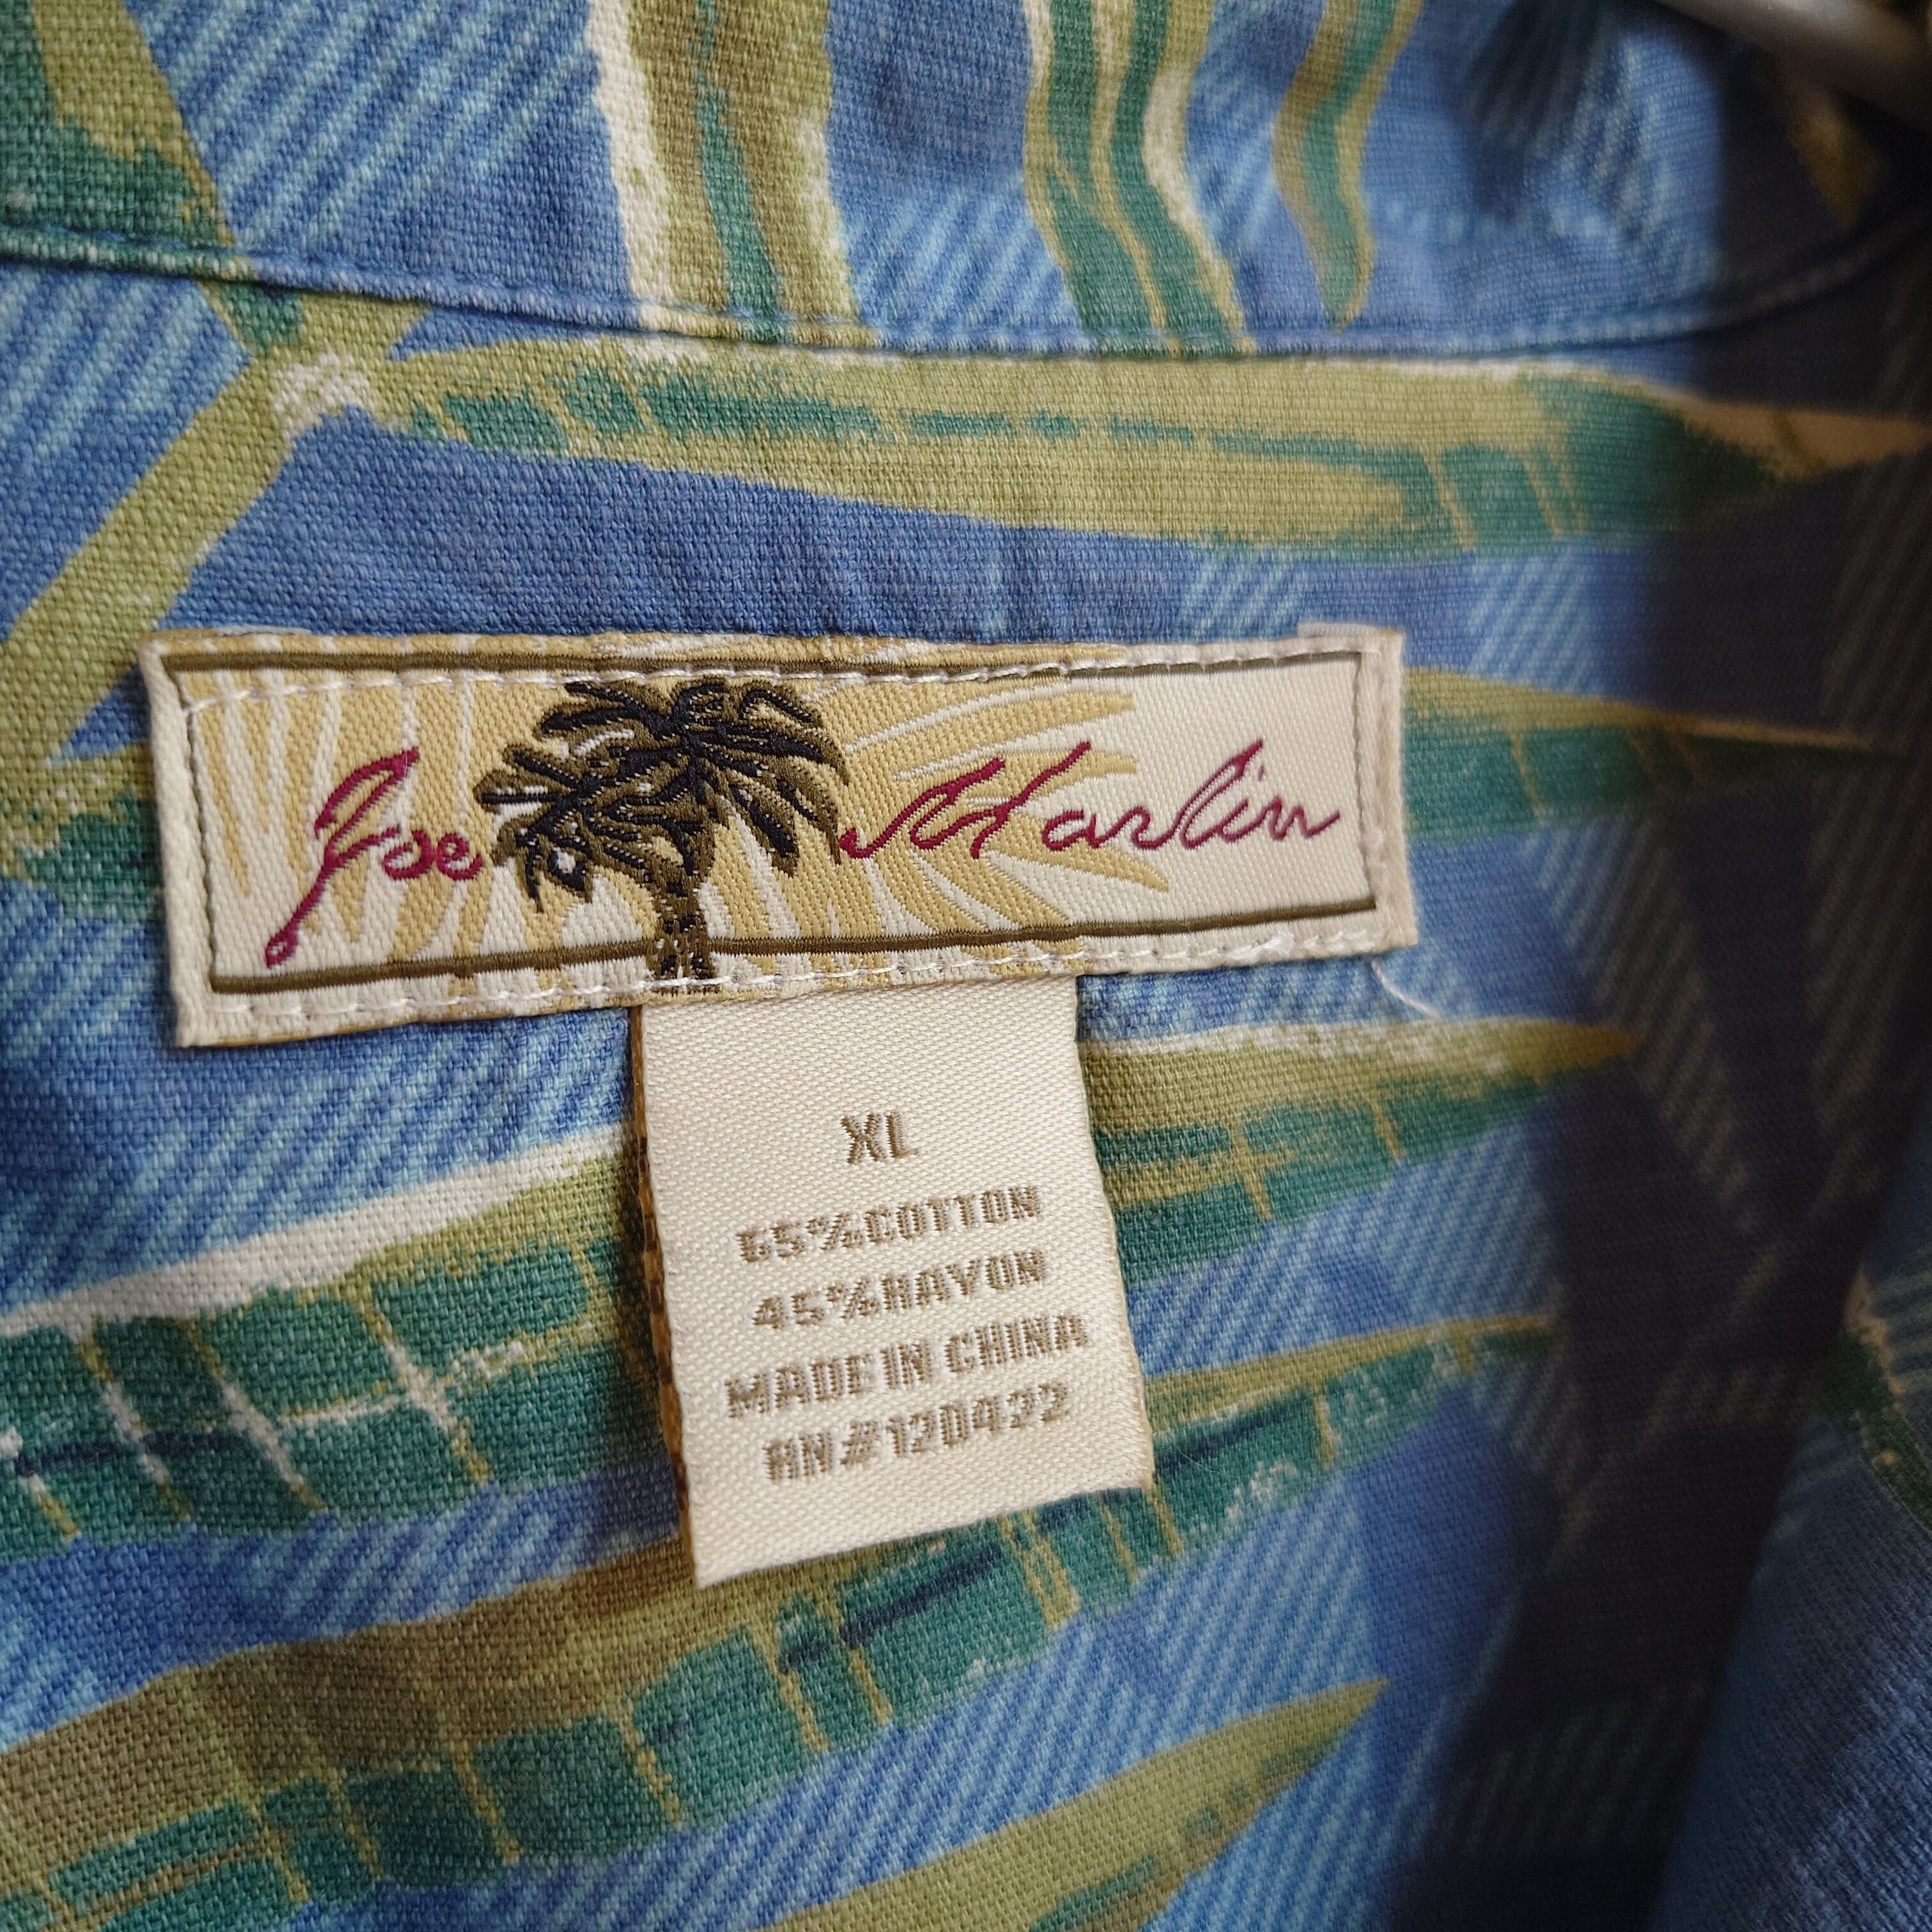 Joe Marlin
XL
55%COTTON
45%RAYON
MADE IN CHINA
RN#120422